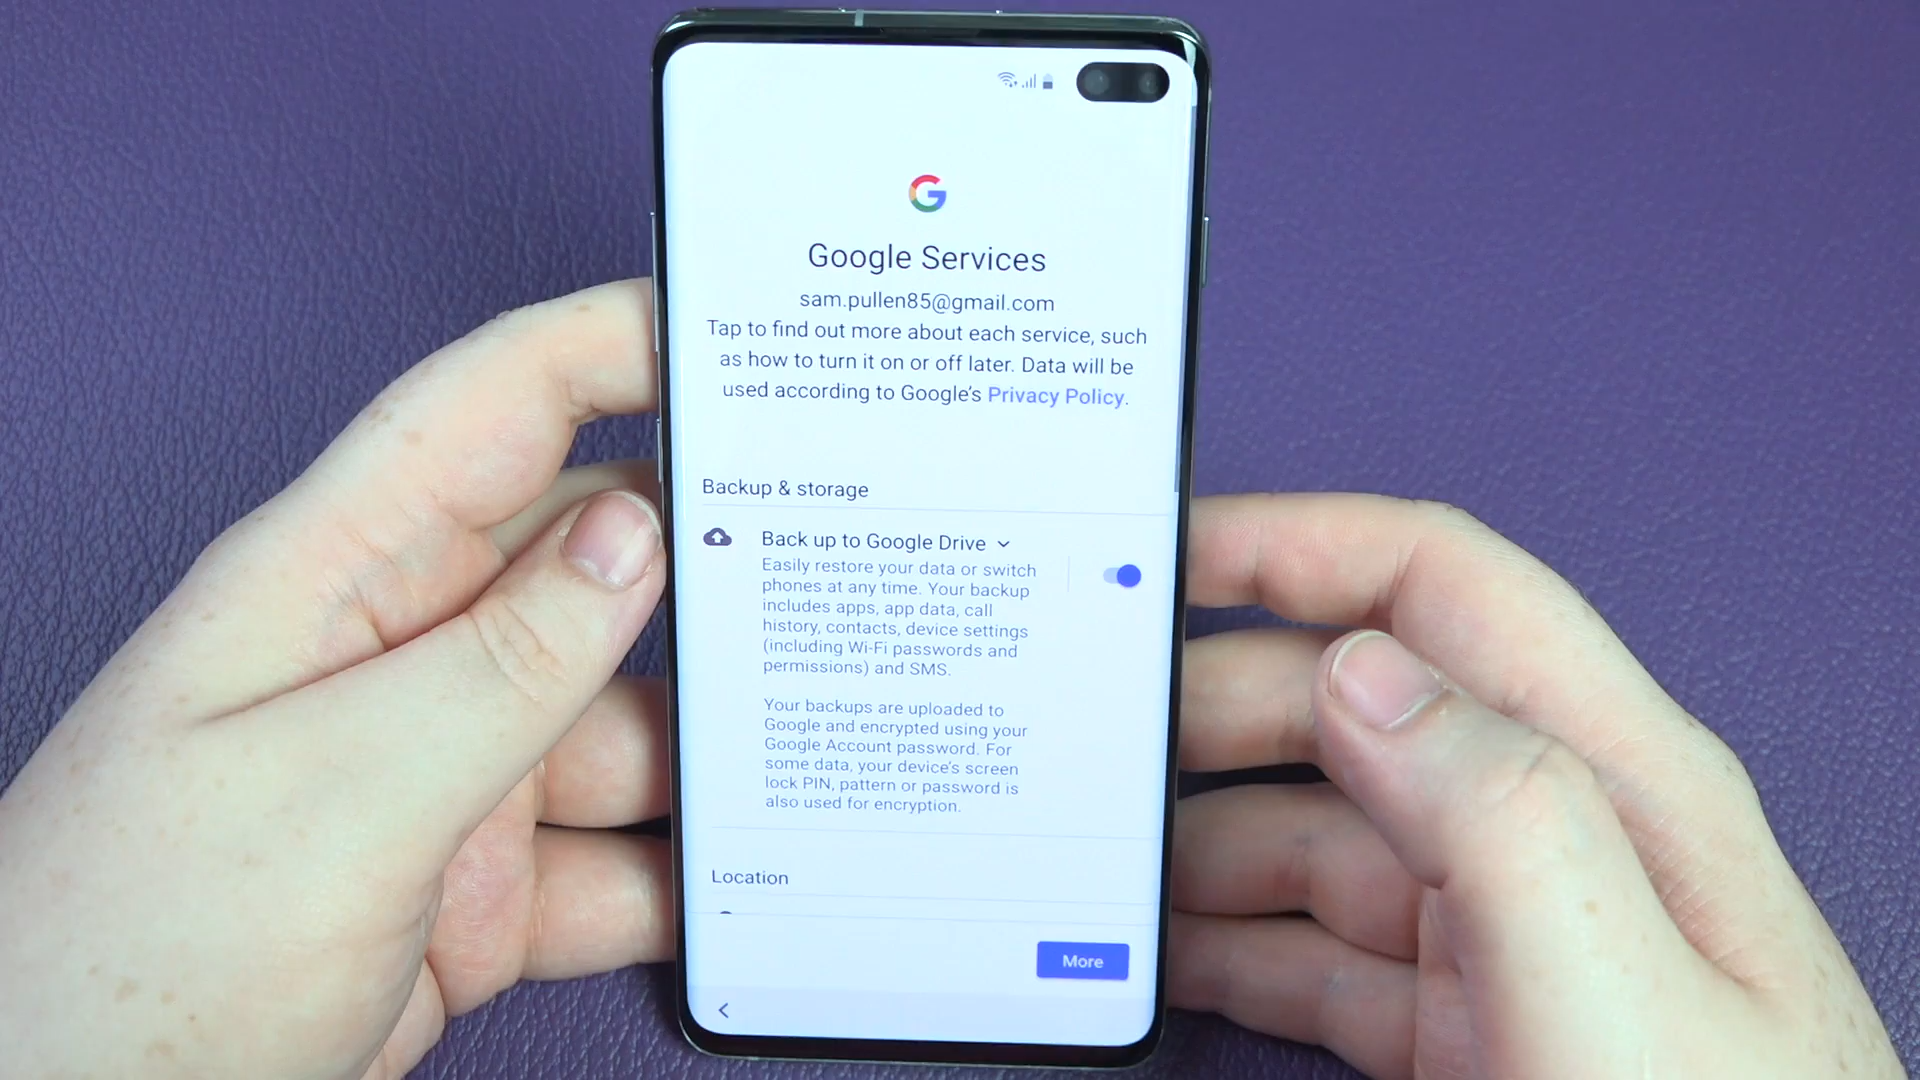 Google Services
sam.pullen85@gmail.com
Tap to find out more about each service, such
as how to turn it on or off later. Data will be
used according to Google's Privacy Policy.
Backup & storage
Back up to Google Drive
Easily restore your data or switch
phones at any time. Your backup
includes apps, app data, call
history, contacts, device settings
(including Wi-Fi passwords and
permissions) and SMS.
Your backups are uploaded to
Google and encrypted using your
Google Account password. For
some data, your device's screen
lock PIN, pattern or password is
also used for encryption.
Location
More